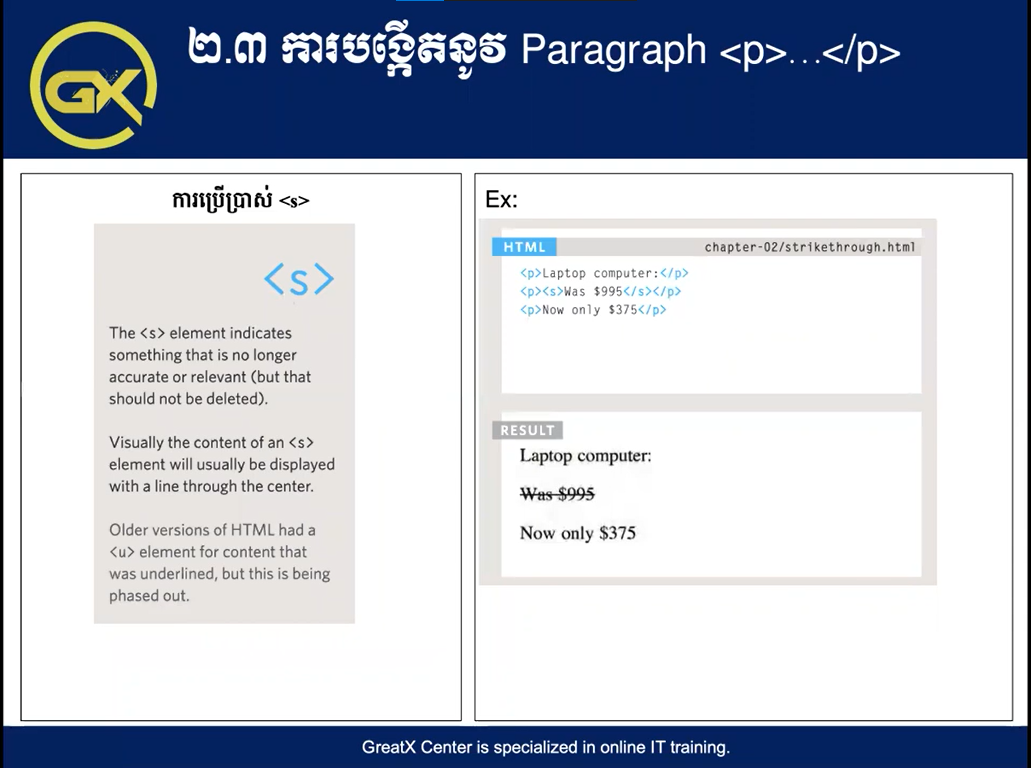 GX
២.៣ ការបង្កើតនូវ Paragraph <p>…</p>
ការប្រើប្រាស់ <s>
<s>
The <s> element indicates
something that is no longer
accurate or relevant (but that
should not be deleted).
Visually the content of an <s>
element will usually be displayed
with a line through the center.
Older versions of HTML had a
<u> element for content that
was underlined, but this is being
phased out.
Ex:
HTML chapter-02/strikethrough.html
<p>Laptop computer:</p>
<p><s>Was $995</s></p>
<p>Now only $375</p>
RESULT
Laptop computer:
Was $995
Now only $375
GreatX Center is specialized in online IT training.